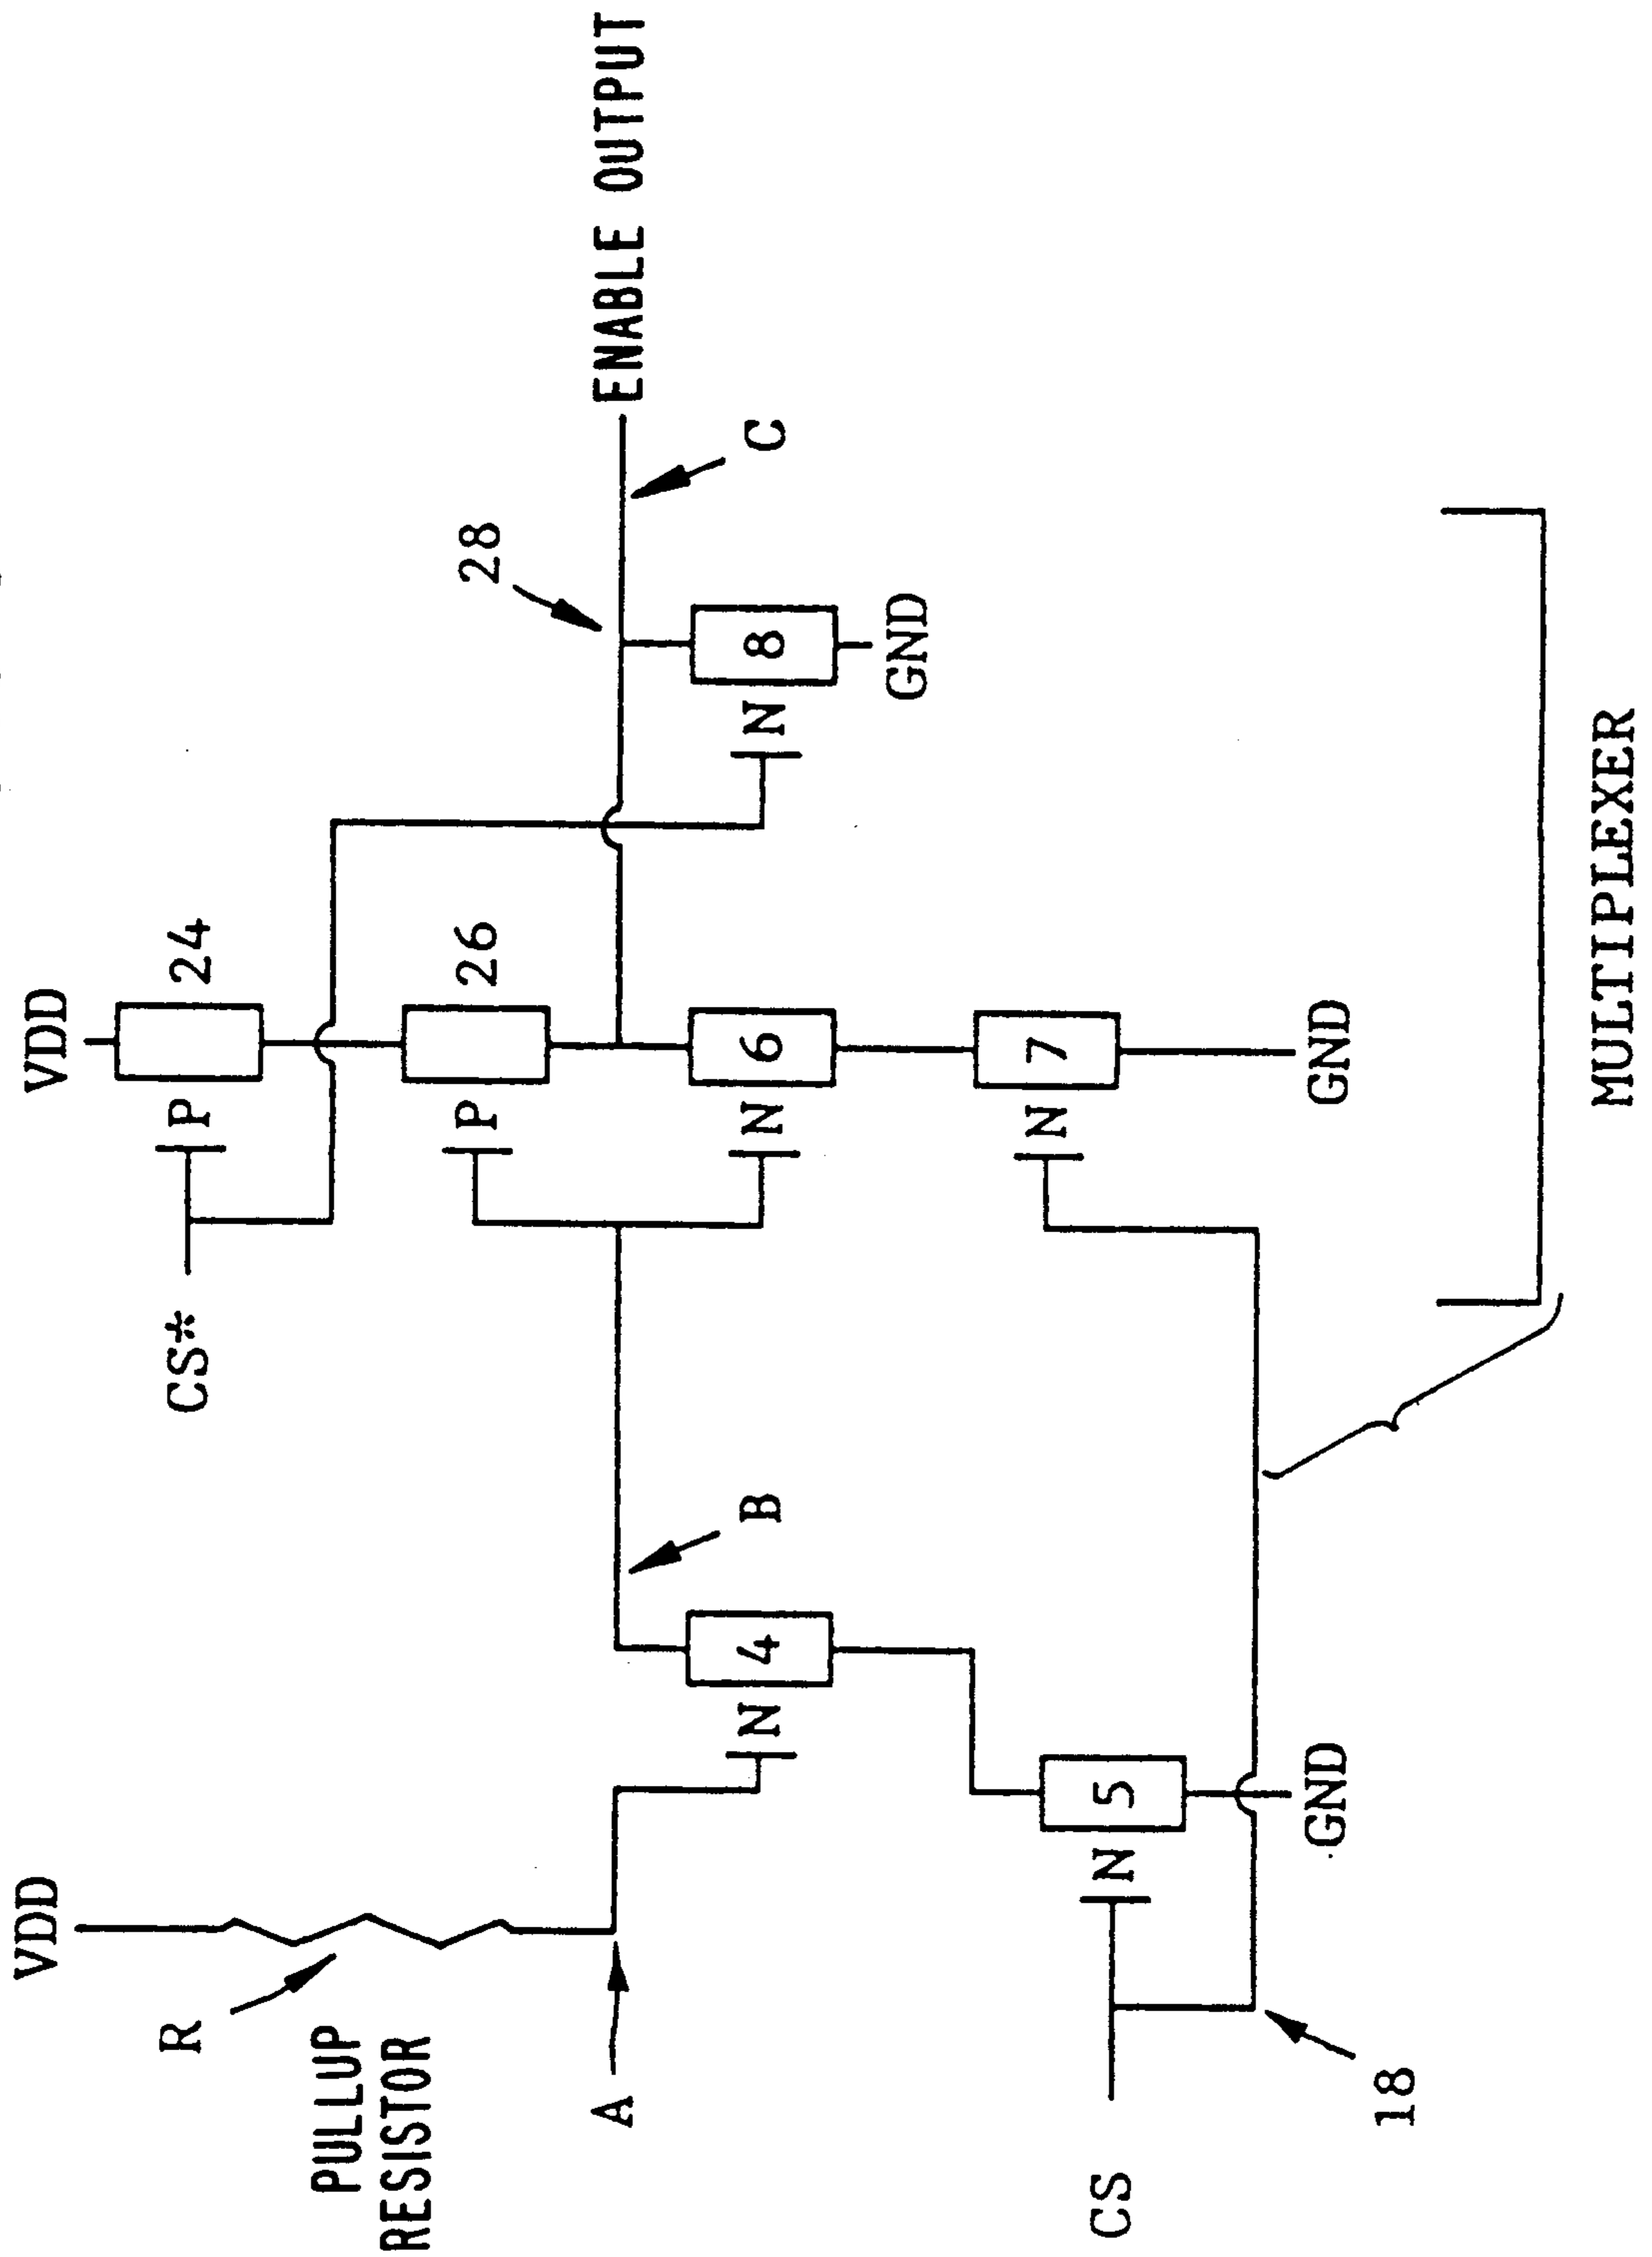 VDD
VDD
R
PULLUP
RESISTOR
CS*
P
24
P
26
28
A
N
4
B
N
6
N
8
C
ENABLE OUTPUT
GND
CS
N
5
N
7
GND
GND
18
MULTIPLEXER